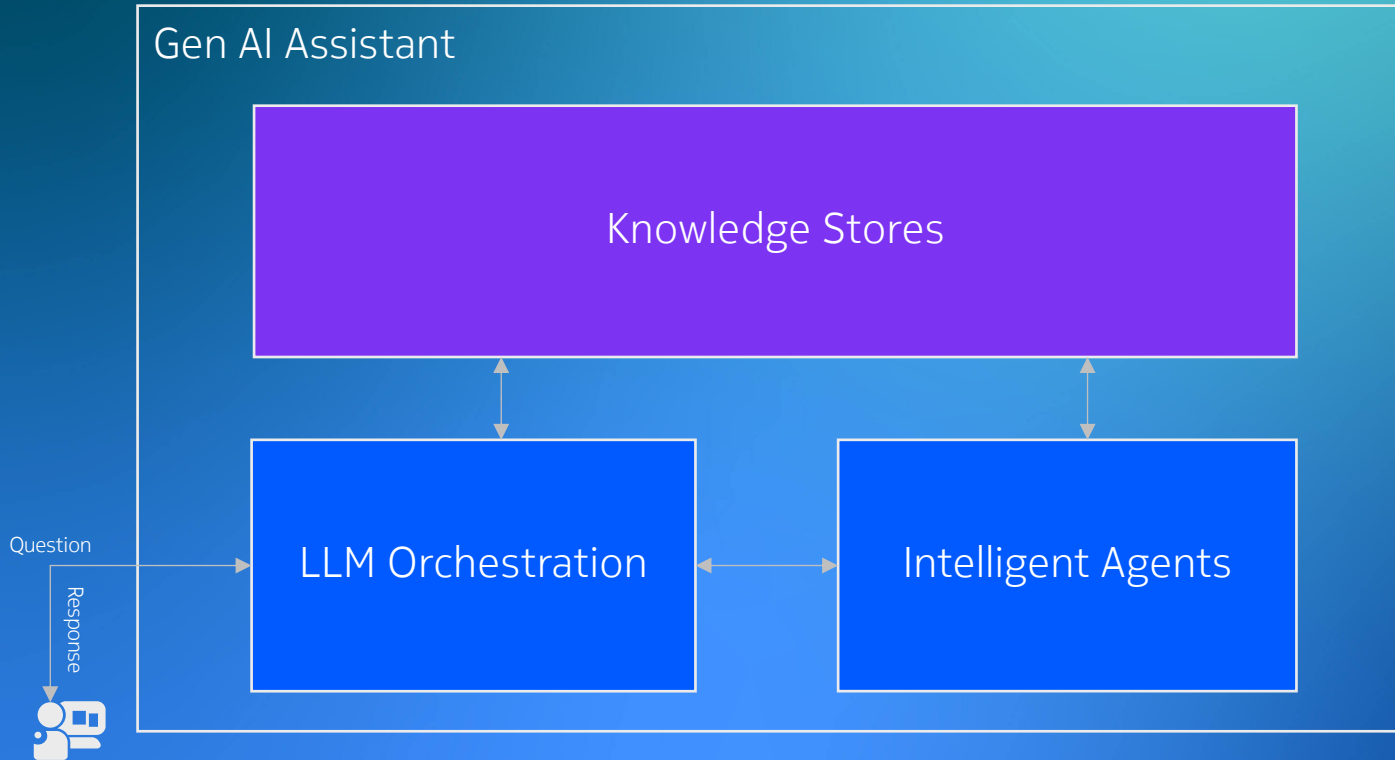 Gen AI Assistant
Knowledge Stores
Question
Response
LLM Orchestration
Intelligent Agents